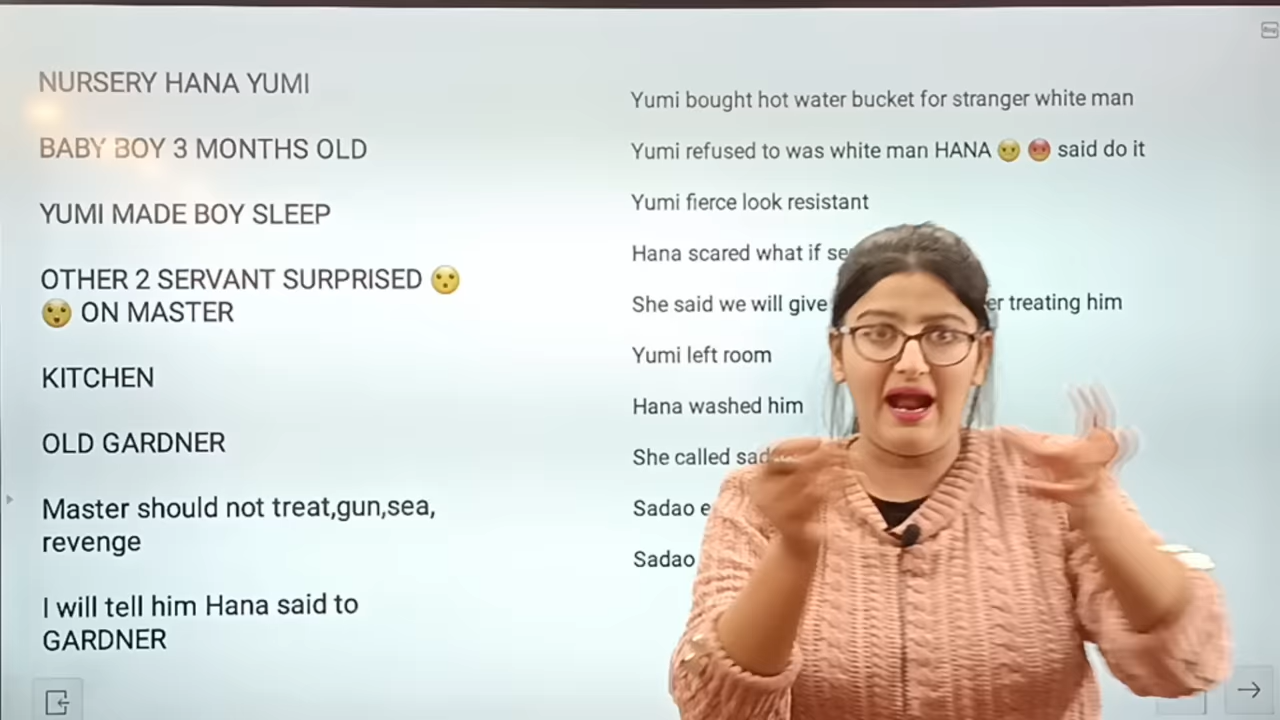 NURSERY HANA YUMI
BABY BOY 3 MONTHS OLD
YUMI MADE BOY SLEEP
OTHER 2 SERVANT SURPRISED 😯
😯 ON MASTER
KITCHEN
OLD GARDNER
Master should not treat,gun,sea,
revenge
I will tell him Hana said to
GARDNER
Yumi bought hot water bucket for stranger white man
Yumi refused to was white man HANA 😠 😡 said do it
Yumi fierce look resistant
Hana scared what if
She said we will give treating him
Yumi left room
Hana washed him
She called
Sadao
Sadao